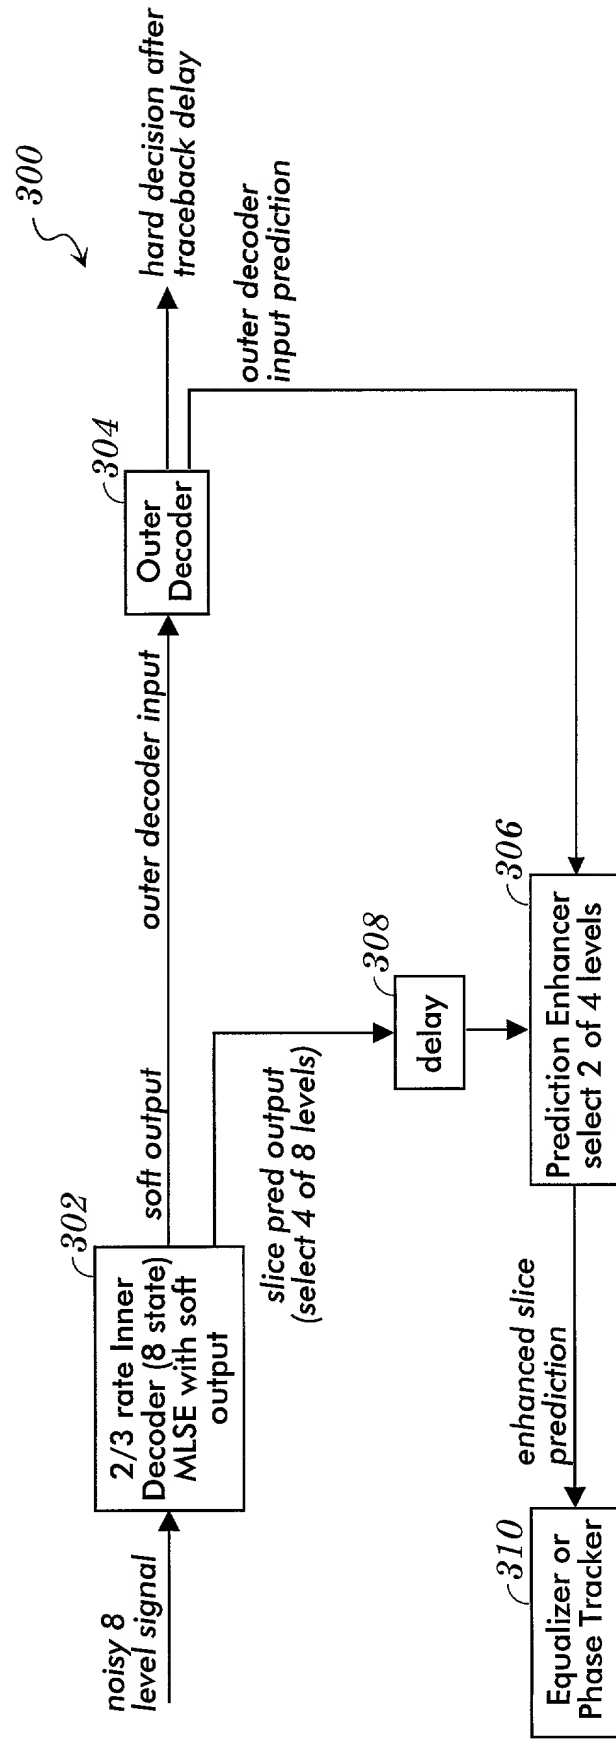 300
noisy 8
level signal
302
2/3 rate Inner
Decoder (8 state)
MLSE with soft
output
soft output
outer decoder input
304
Outer
Decoder
hard decision after
traceback delay
outer decoder
input prediction
slice pred output
(select 4 of 8 levels)
308
delay
306
Prediction Enhancer
select 2 of 4 levels
enhanced slice
prediction
310
Equalizer or
Phase Tracker